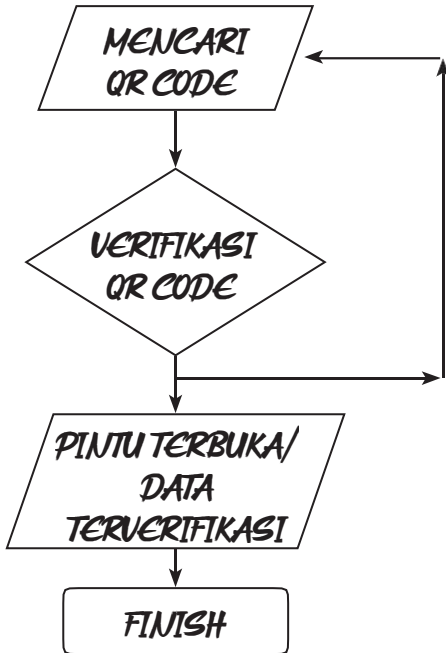 MENCARI
QR CODE
VERIFIKASI
QR CODE
PINTU TERBUKA/
DATA
TERVERIFIKASI
FINISH